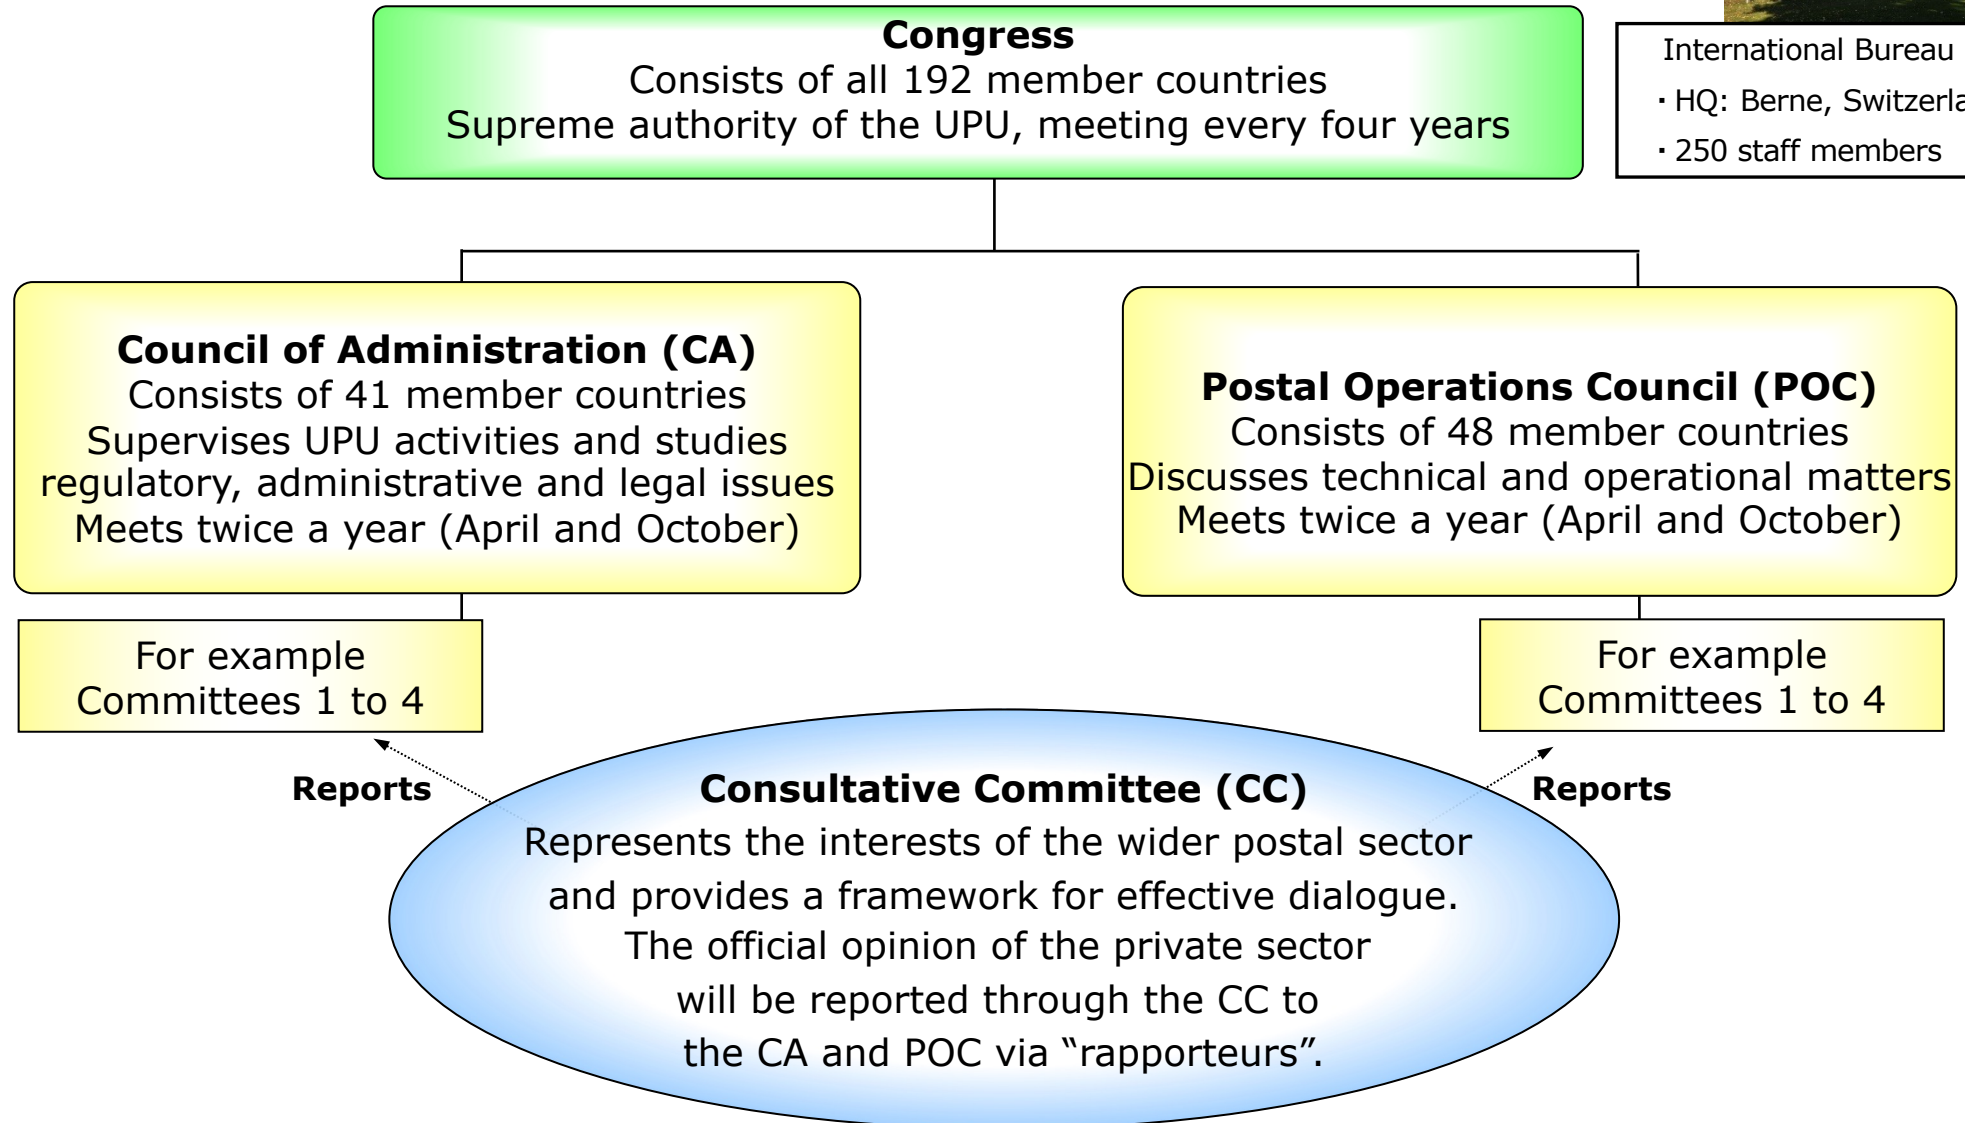 Congress
Consists of all 192 member countries
Supreme authority of the UPU, meeting every four years
International Bureau
・HQ: Berne, Switzerla
・250 staff members
Council of Administration (CA)
Consists of 41 member countries
Supervises UPU activities and studies
regulatory, administrative and legal issues
Meets twice a year (April and October)
Postal Operations Council (POC)
Consists of 48 member countries
Discusses technical and operational matters
Meets twice a year (April and October)
For example
Committees 1 to 4
For example
Committees 1 to 4
Reports
Reports
Consultative Committee (CC)
Represents the interests of the wider postal sector
and provides a framework for effective dialogue.
The official opinion of the private sector
will be reported through the CC to
the CA and POC via “rapporteurs”.